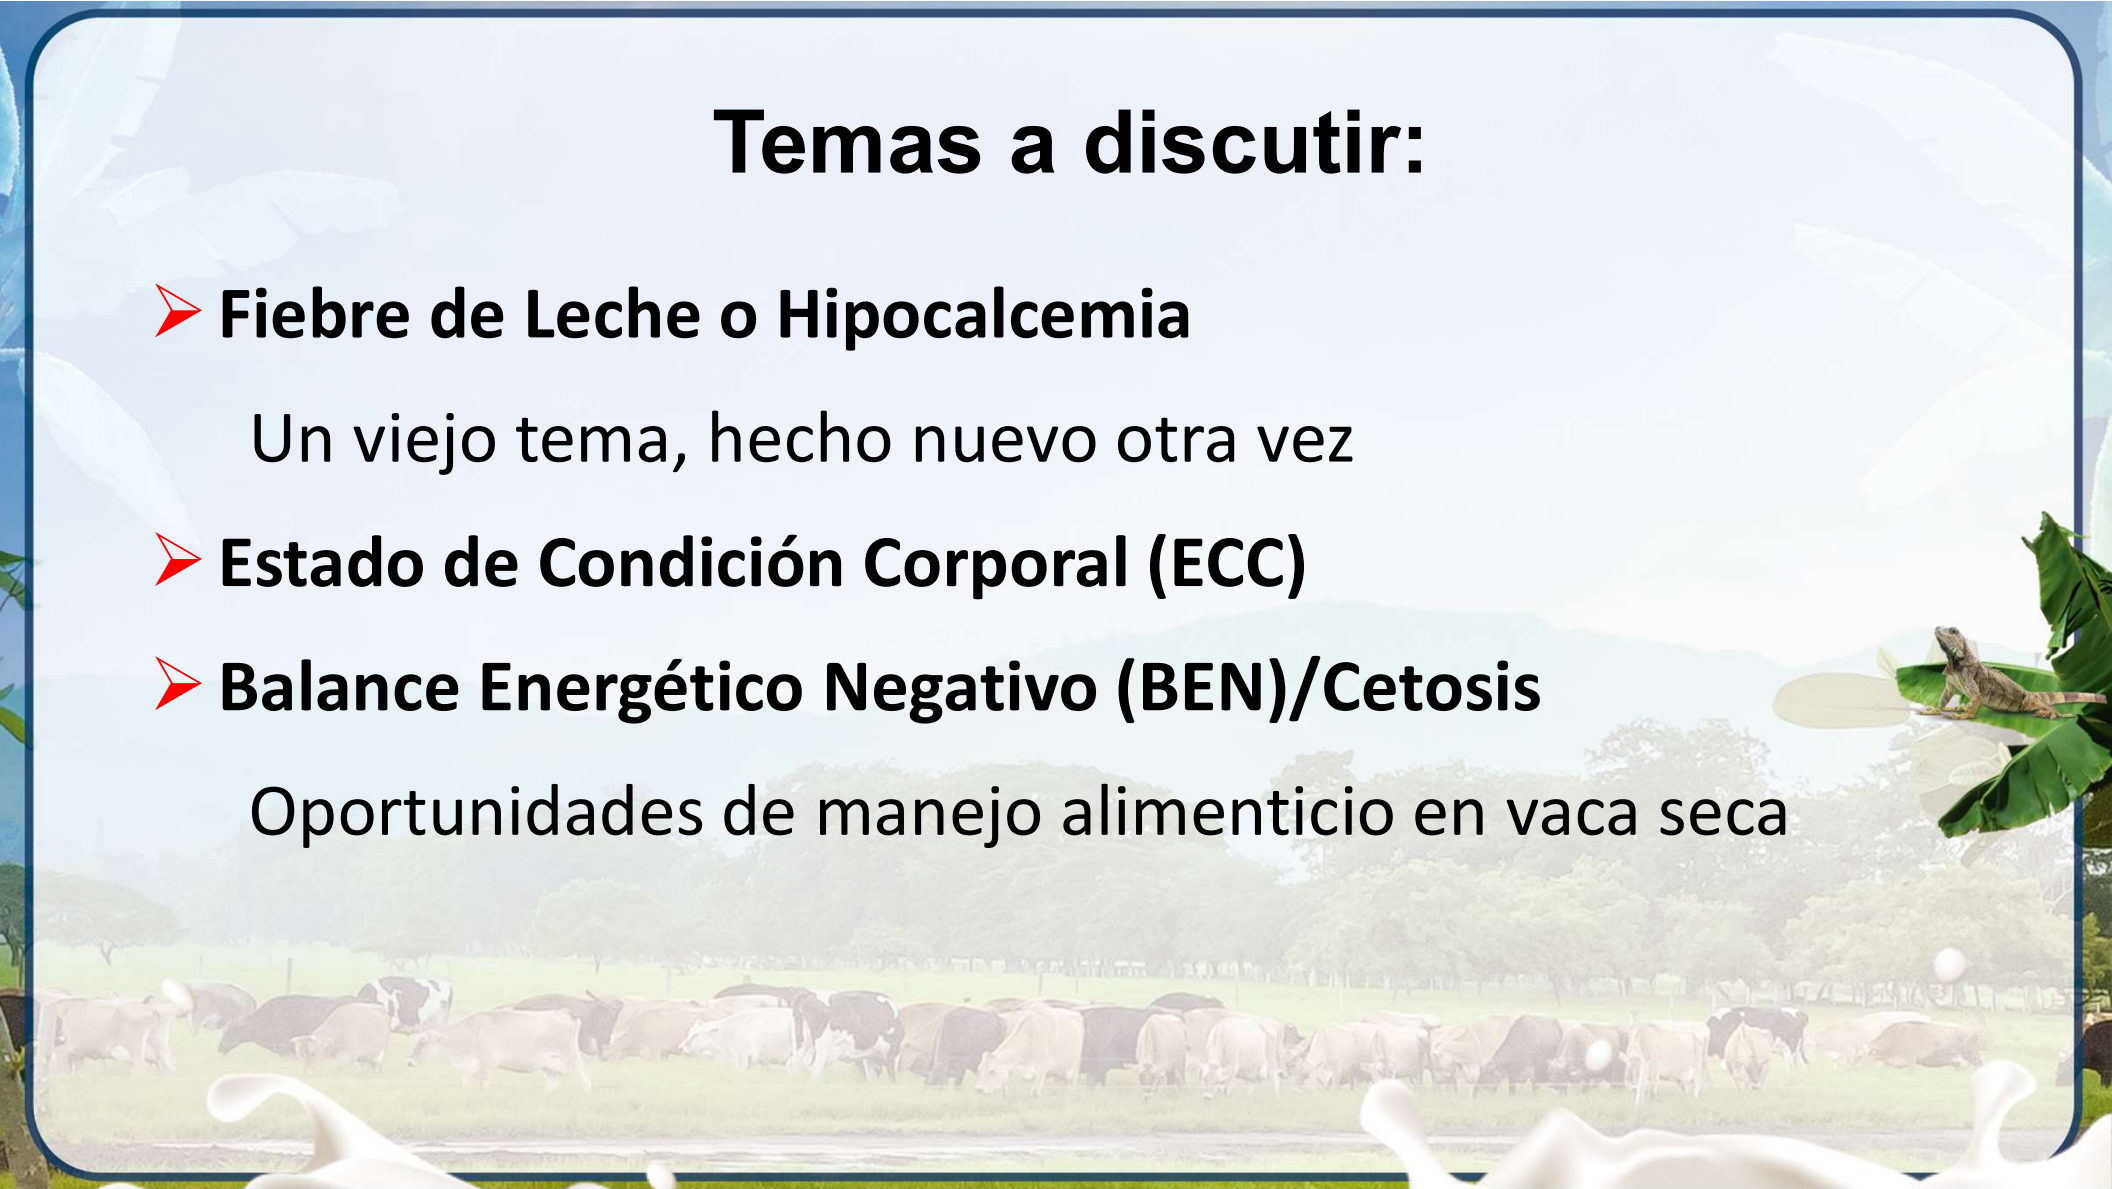 Temas a discutir:
Fiebre de Leche o Hipocalcemia
Un viejo tema, hecho nuevo otra vez
Estado de Condición Corporal (ECC)
Balance Energético Negativo (BEN)/Cetosis
Oportunidades de manejo alimenticio en vaca seca